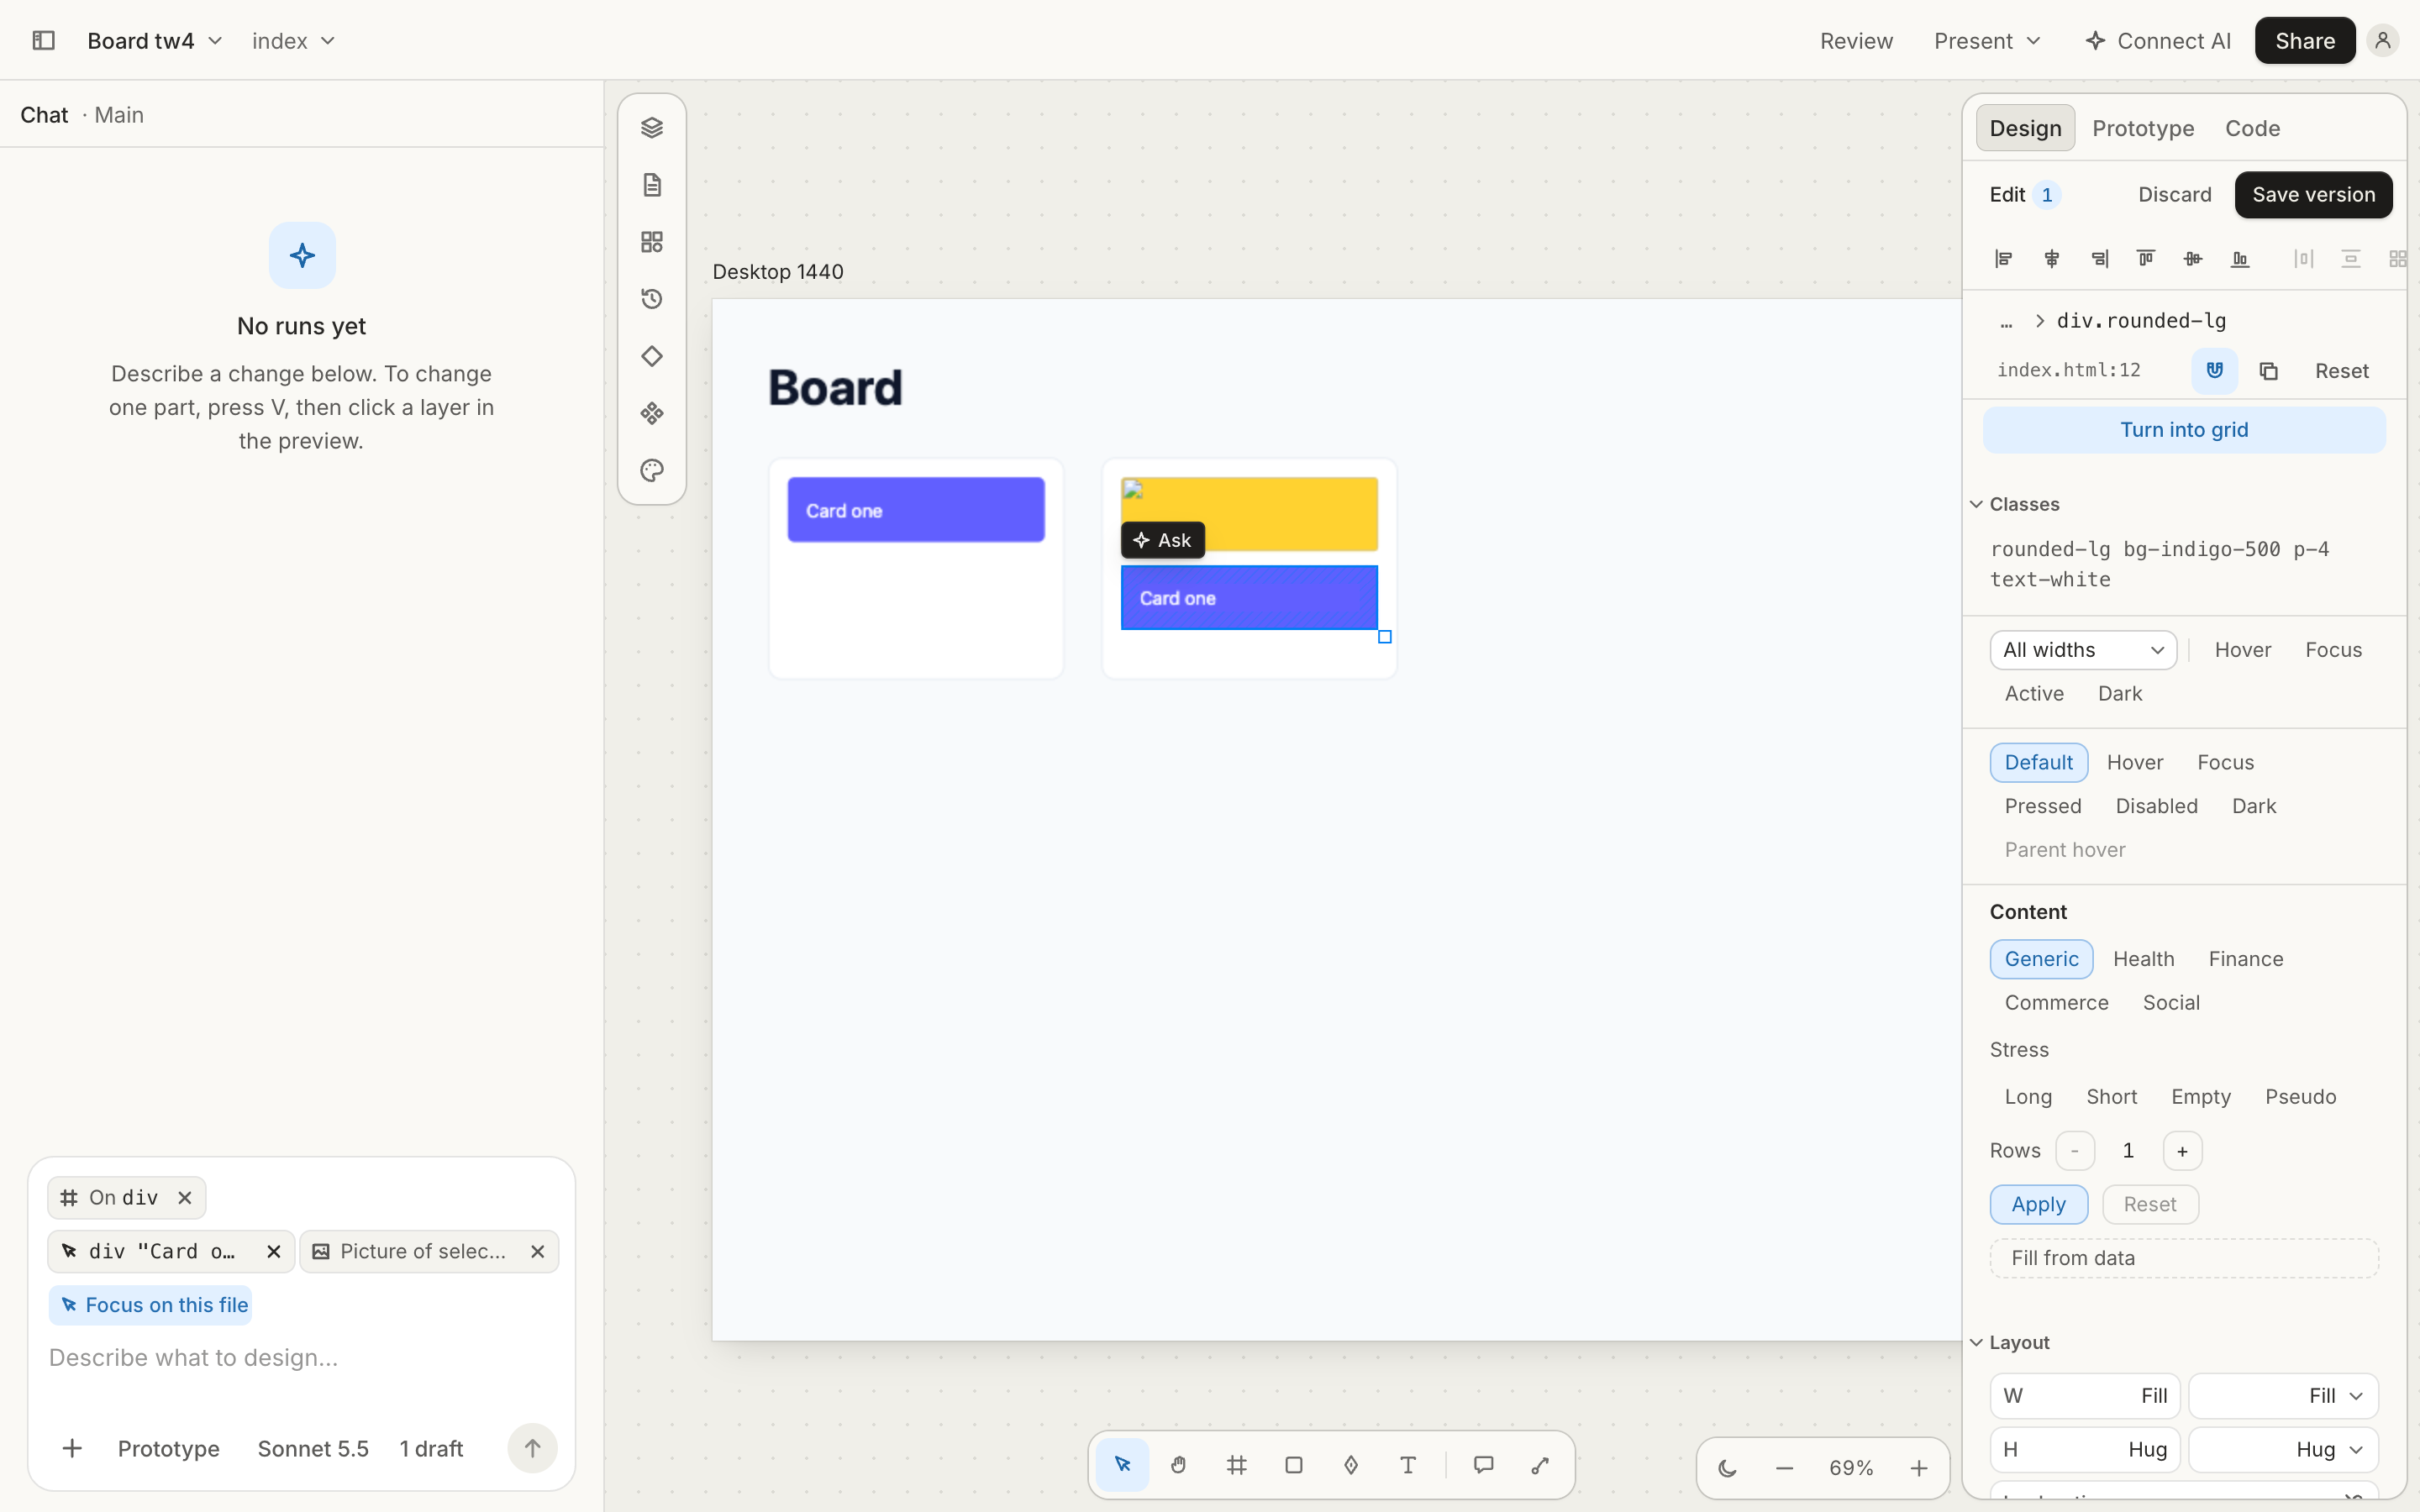 Board tw4
index
Review
Present
Connect AI
Share
Chat · Main
No runs yet
Describe a change below. To change
one part, press V, then click a layer in
the preview.
On div
div "Card o…
Picture of selec…
Focus on this file
Describe what to design...
Prototype
Sonnet 5.5
1 draft
Desktop 1440
Board
Card one
Ask
Card one
69%
Design
Prototype
Code
Edit 1
Discard
Save version
… > div.rounded-lg
index.html:12
Reset
Turn into grid
Classes
rounded-lg bg-indigo-500 p-4
text-white
All widths
Hover
Focus
Active
Dark
Default
Hover
Focus
Pressed
Disabled
Dark
Parent hover
Content
Generic
Health
Finance
Commerce
Social
Stress
Long
Short
Empty
Pseudo
Rows - 1 +
Apply
Reset
Fill from data
Layout
W Fill
Fill
H Hug
Hug